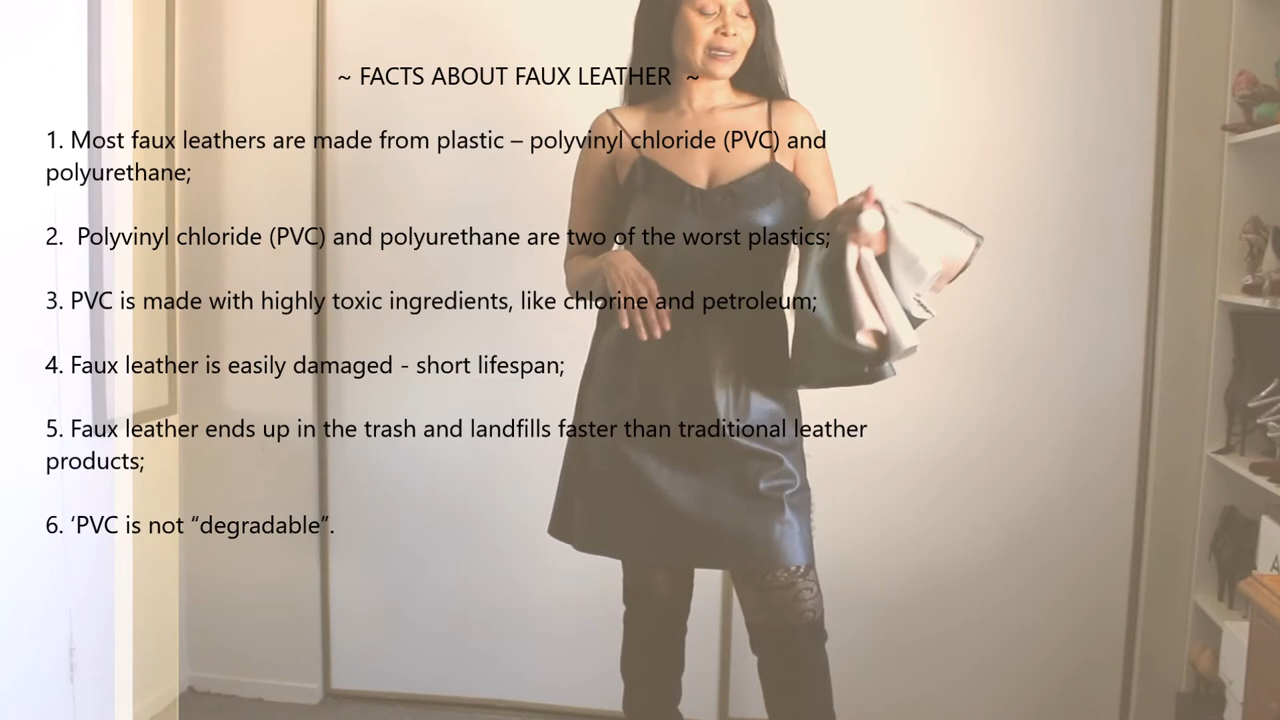 ~ FACTS ABOUT FAUX LEATHER ~
1. Most faux leathers are made from plastic – polyvinyl chloride (PVC) and
polyurethane;
2. Polyvinyl chloride (PVC) and polyurethane are two of the worst plastics;
3. PVC is made with highly toxic ingredients, like chlorine and petroleum;
4. Faux leather is easily damaged - short lifespan;
5. Faux leather ends up in the trash and landfills faster than traditional leather
products;
6. ‘PVC is not “degradable”.